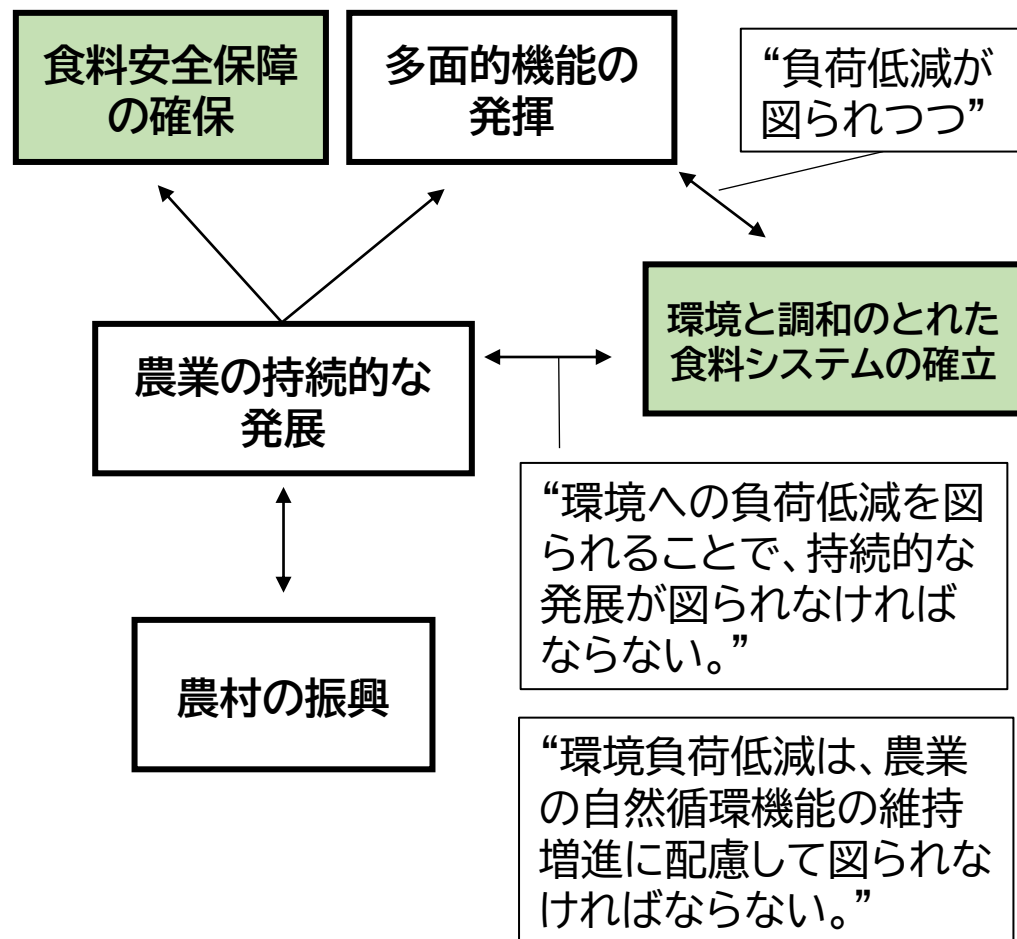 食料安全保障
の確保
多面的機能の
発揮
“負荷低減が
図られつつ”
環境と調和のとれた
食料システムの確立
農業の持続的な
発展
“環境への負荷低減を図
られることで、持続的な
発展が図られなければ
ならない。”
農村の振興
“環境負荷低減は、農業
の自然循環機能の維持
増進に配慮して図られな
ければならない。”